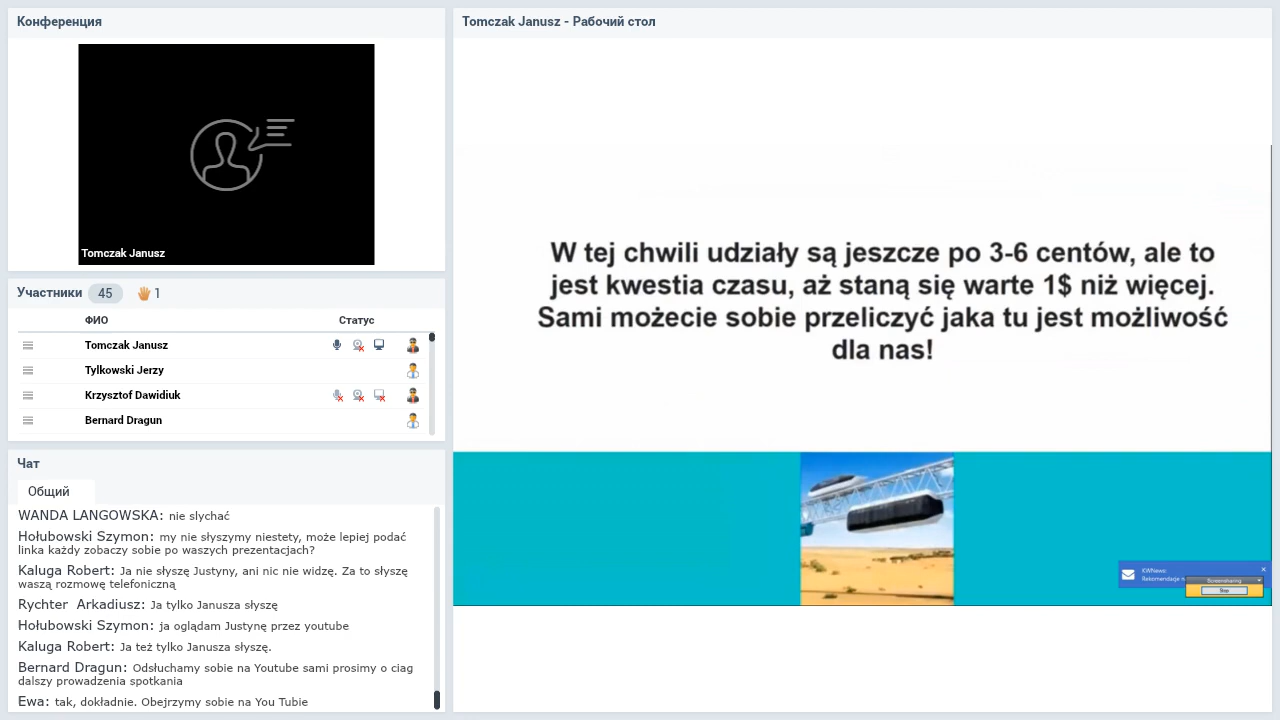 Конференция
Tomczak Janusz
Участники 45 1
ФИО Статус
Tomczak Janusz
Tylkowski Jerzy
Krzysztof Dawidiuk
Bernard Dragun
Чат
Общий
WANDA LANGOWSKA: nie slychać
Hołubowski Szymon: my nie słyszymy niestety, może lepiej podać
linka każdy zobaczy sobie po waszych prezentacjach?
Kaluga Robert: Ja nie słyszę Justyny, ani nic nie widzę. Za to słyszę
waszą rozmowę telefoniczną
Rychter Arkadiusz: Ja tylko Janusza słyszę
Hołubowski Szymon: ja oglądam Justynę przez youtube
Kaluga Robert: Ja też tylko Janusza słyszę.
Bernard Dragun: Odsłuchamy sobie na Youtube sami prosimy o ciag
dalszy prowadzenia spotkania
Ewa: tak, dokładnie. Obejrzymy sobie na You Tubie
Tomczak Janusz - Рабочий стол
W tej chwili udziały są jeszcze po 3-6 centów, ale to
jest kwestia czasu, aż staną się warte 1$ niż więcej.
Sami możecie sobie przeliczyć jaka tu jest możliwość
dla nas!
KWNews:
Rekomendacje
Screensharing
Stop